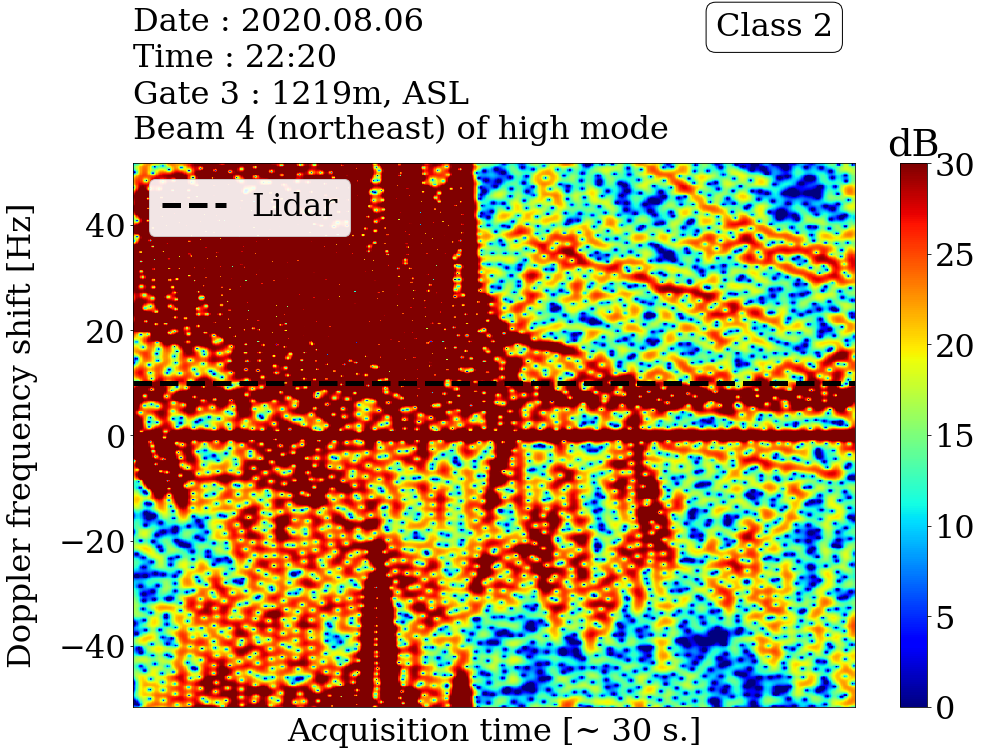 Date : 2020.08.06
Time : 22:20
Gate 3 : 1219m, ASL
Beam 4 (northeast) of high mode
Class 2
dB
Lidar
Doppler frequency shift [Hz]
40
20
0
−20
−40
30
25
20
15
10
5
0
Acquisition time [~ 30 s.]